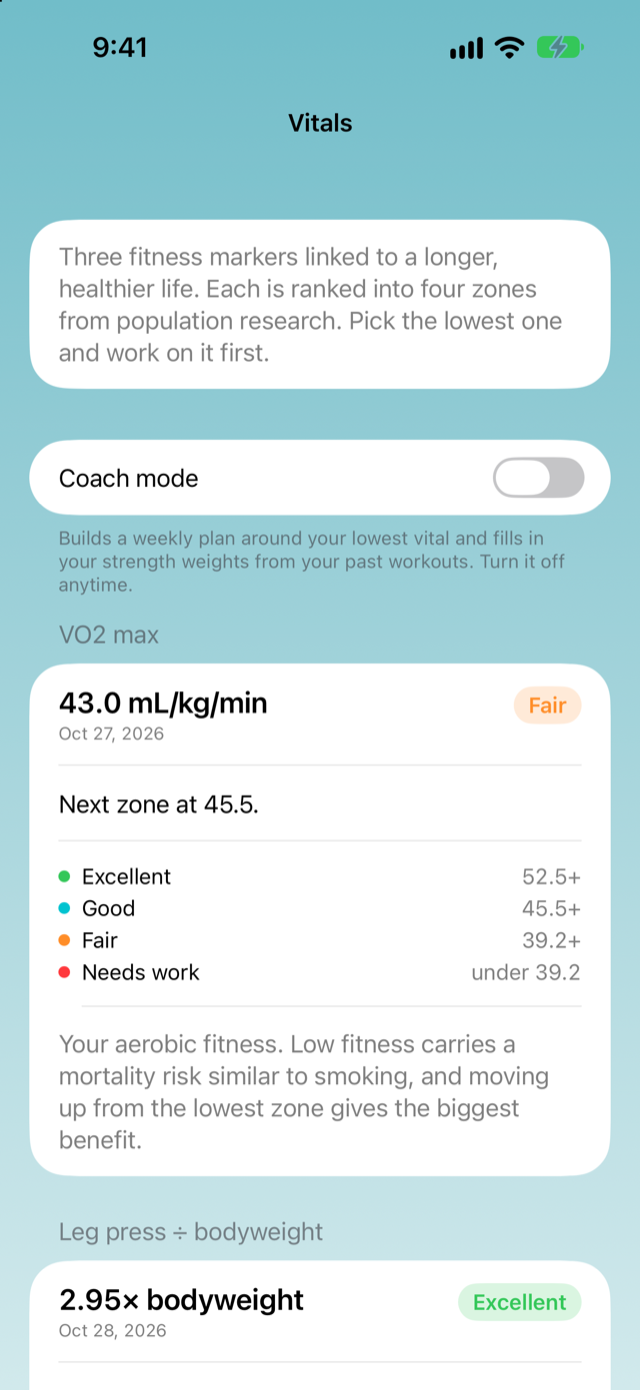 9:41
Vitals
Three fitness markers linked to a longer,
healthier life. Each is ranked into four zones
from population research. Pick the lowest one
and work on it first.
Coach mode
Builds a weekly plan around your lowest vital and fills in
your strength weights from your past workouts. Turn it off
anytime.
VO2 max
43.0 mL/kg/min
Fair
Oct 27, 2026
Next zone at 45.5.
Excellent 52.5+
Good 45.5+
Fair 39.2+
Needs work under 39.2
Your aerobic fitness. Low fitness carries a
mortality risk similar to smoking, and moving
up from the lowest zone gives the biggest
benefit.
Leg press ÷ bodyweight
2.95× bodyweight
Excellent
Oct 28, 2026